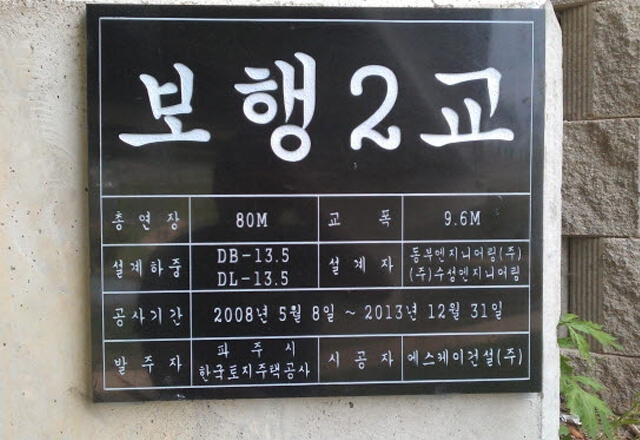 보행2교
총연장 80M 교폭 9.6M
설계하중 DB-13.5 DL-13.5 설계자 동부엔지니어링(주) (주)수성엔지니어링
공사기간 2008년 5월 8일 ~ 2013년 12월 31일
발주자 파주시 한국토지주택공사 시공자 에스케이건설(주)